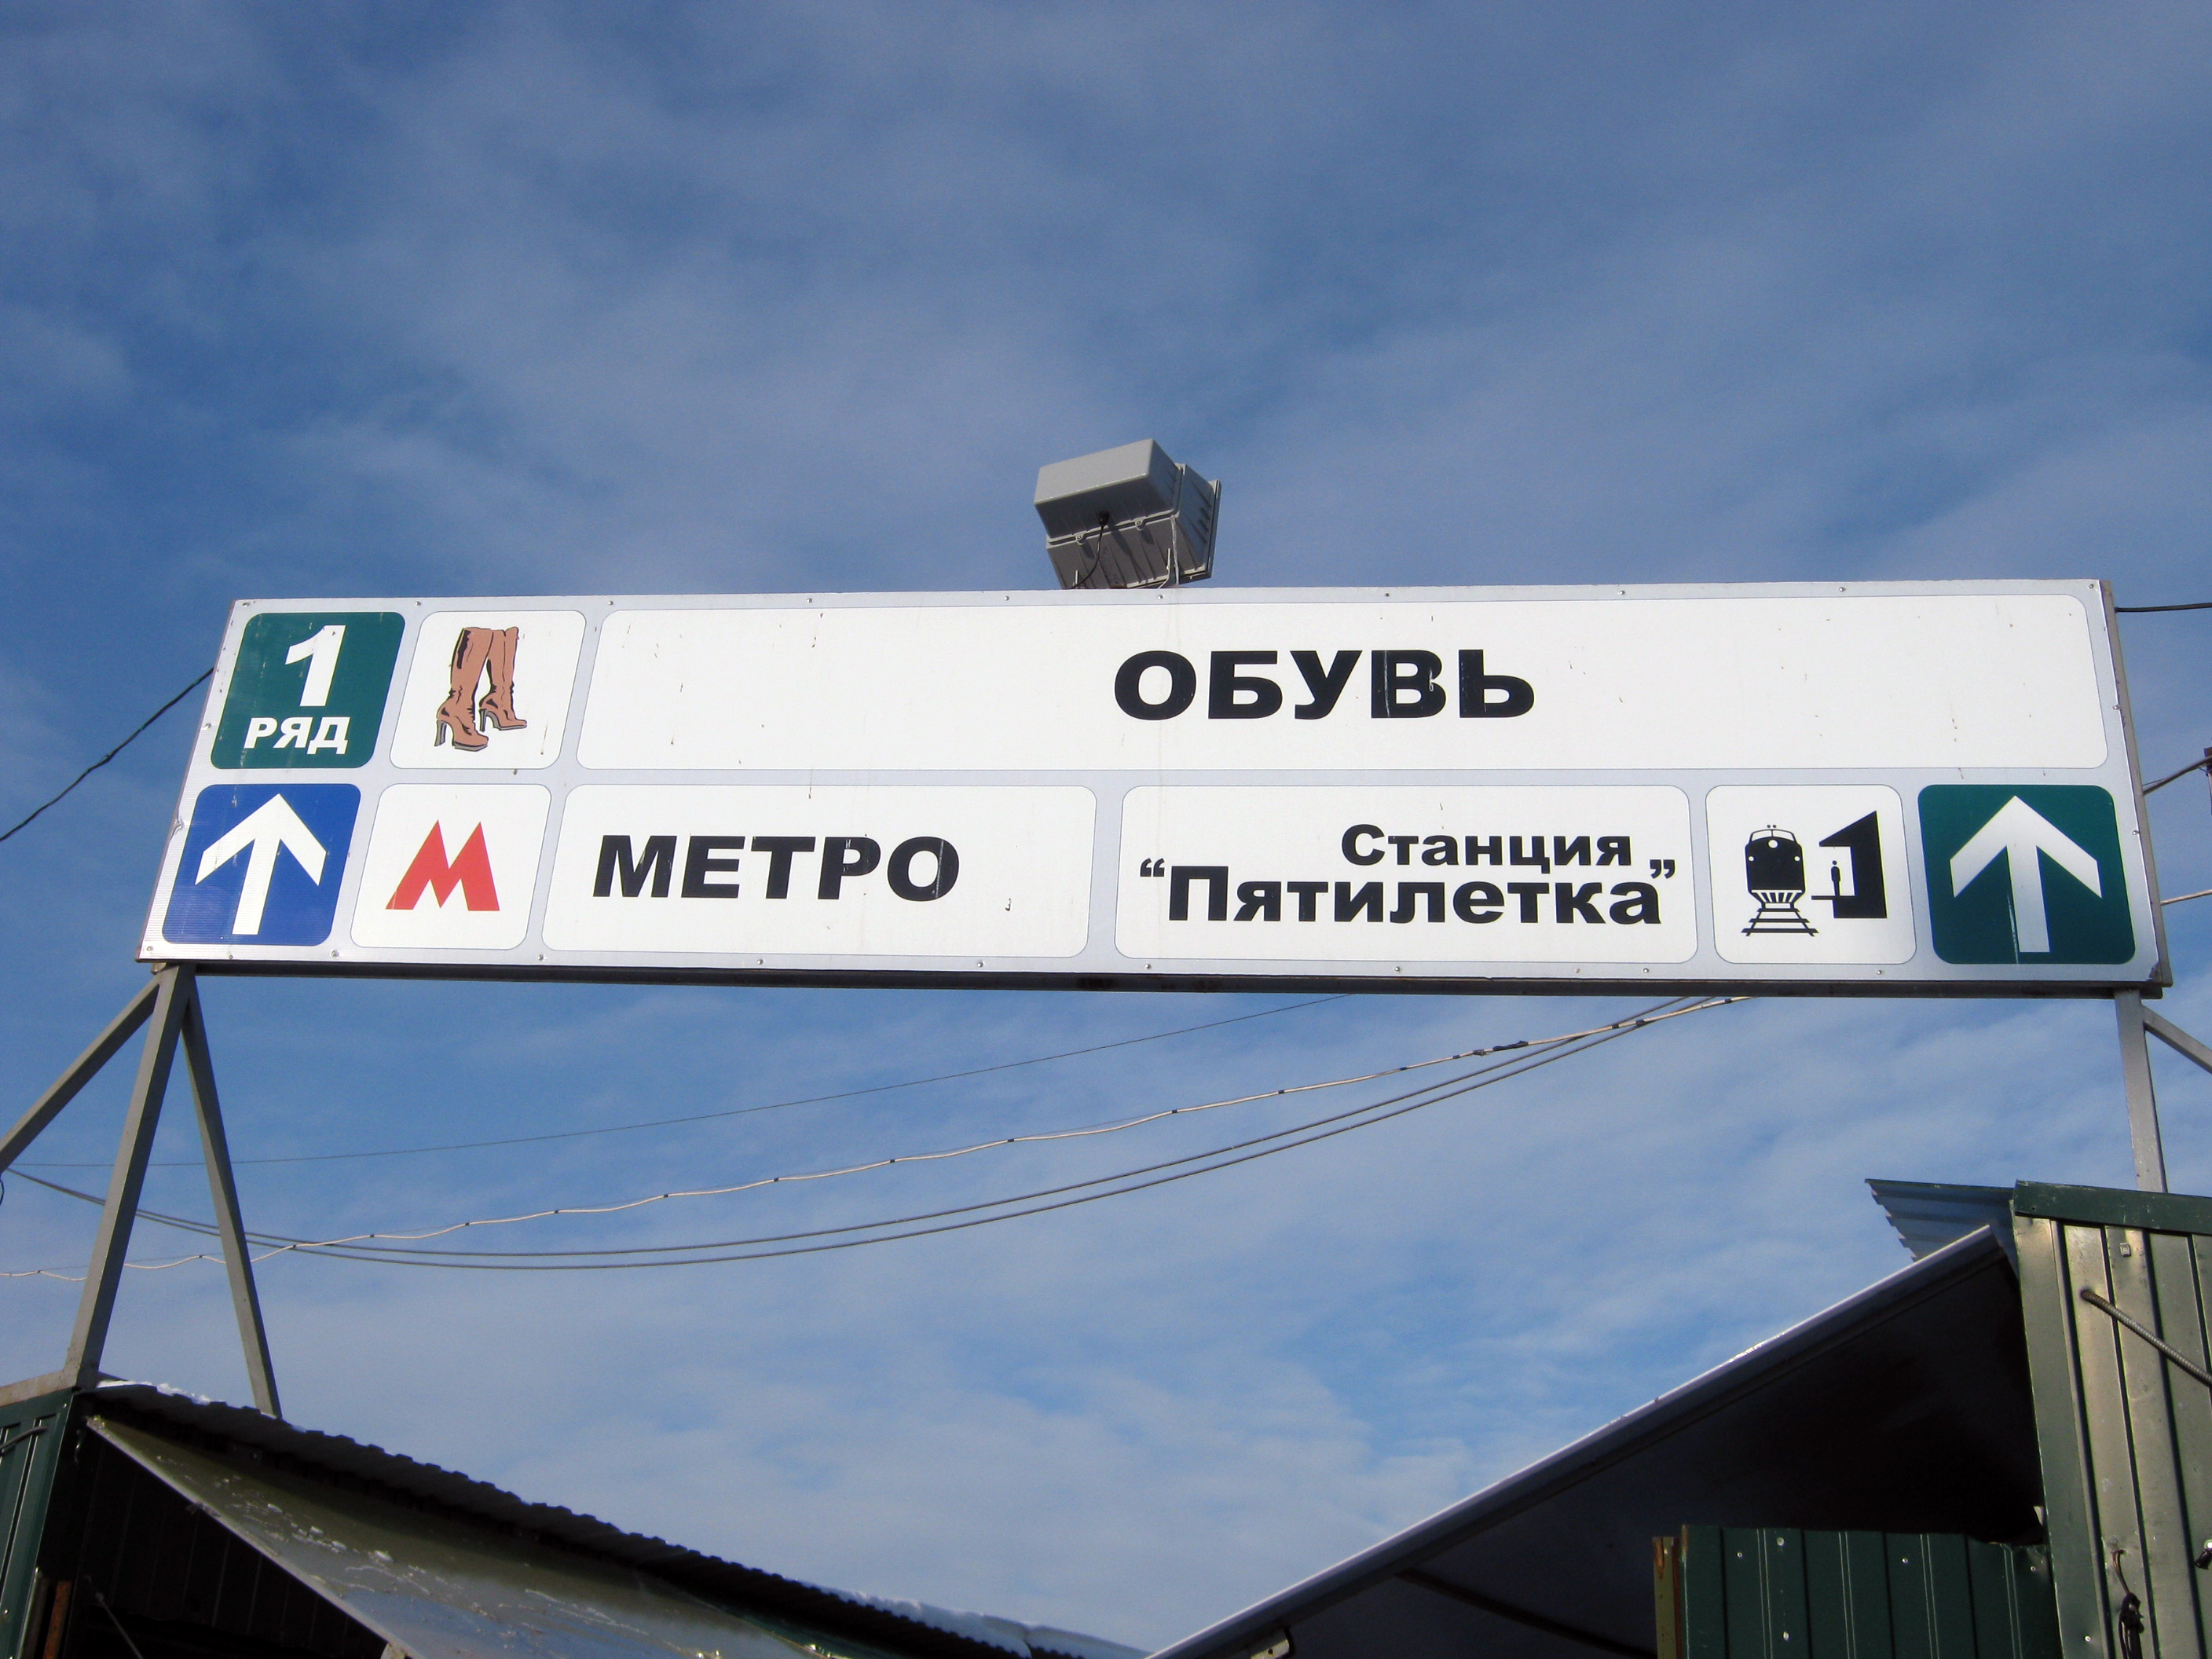 1
РЯД
ОБУВЬ
М
МЕТРО
Станция
“Пятилетка”